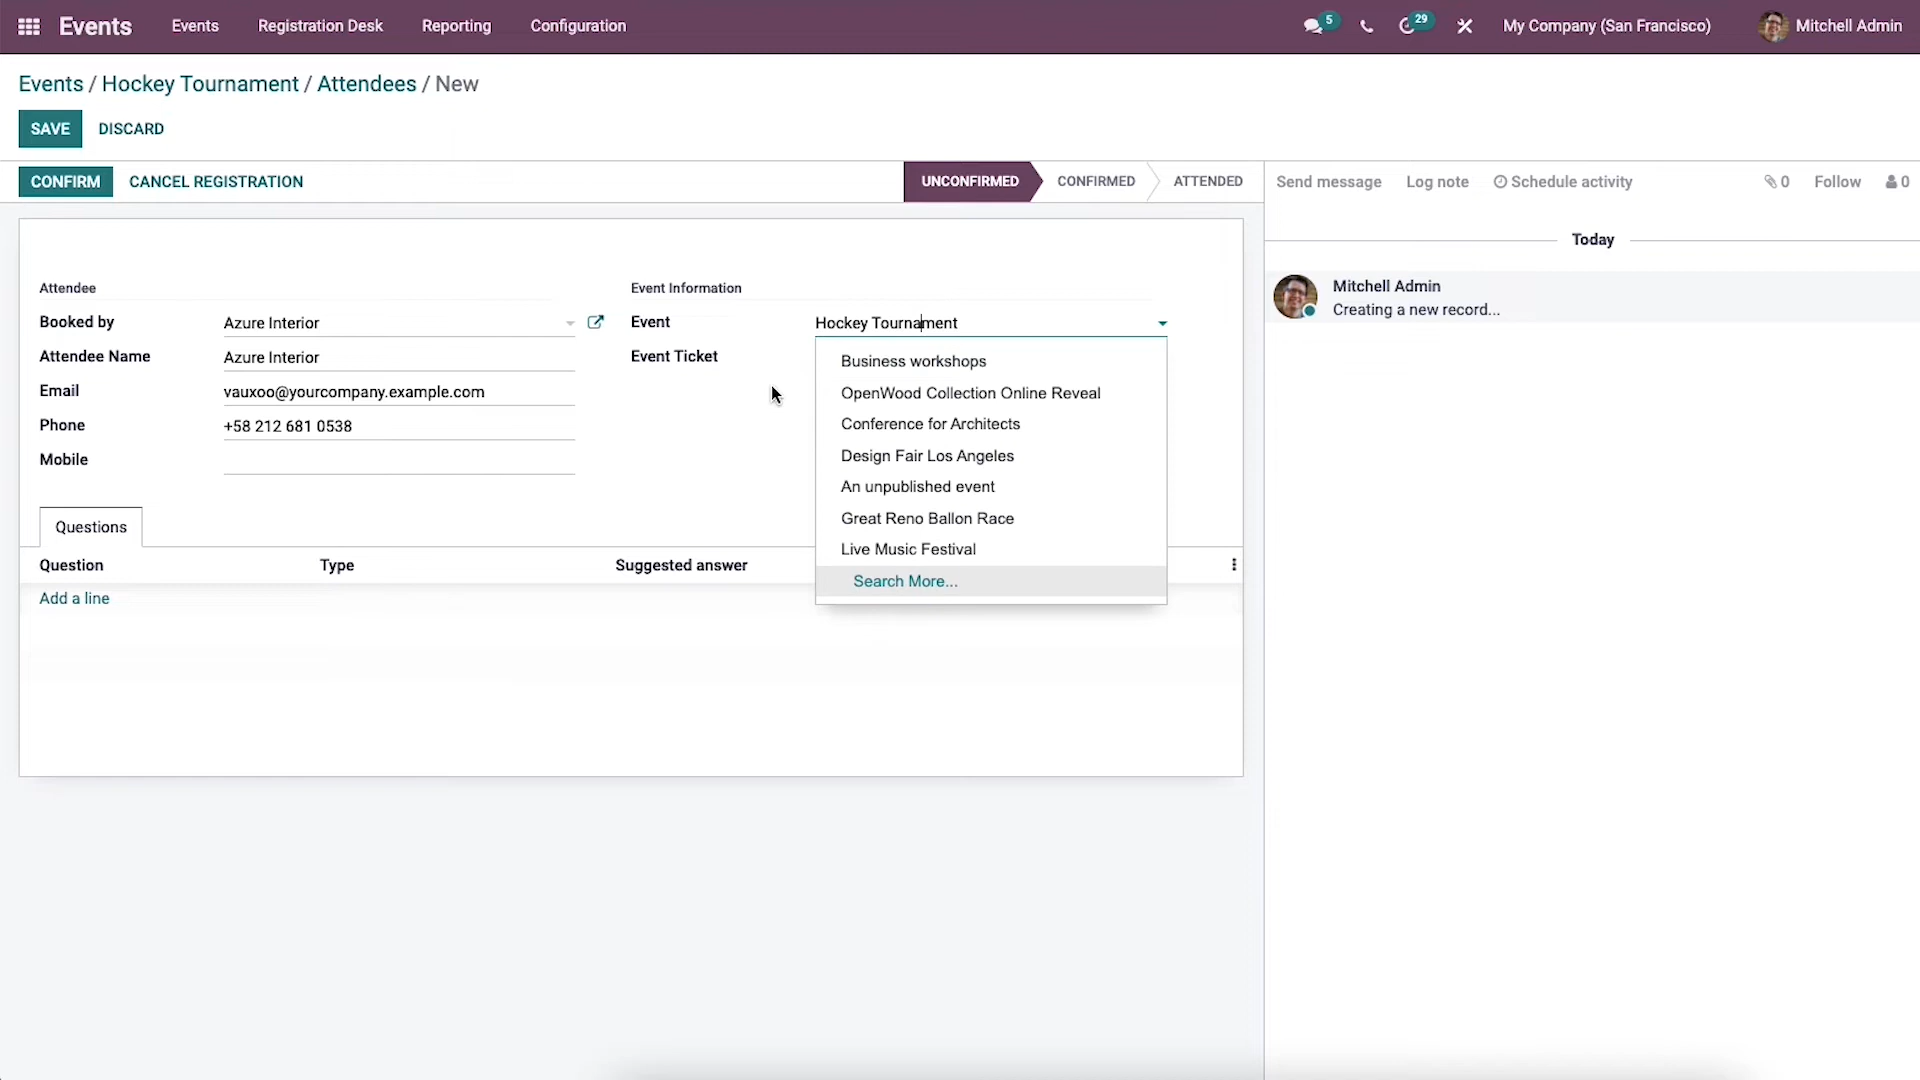 Events Events Registration Desk Reporting Configuration 5 29 My Company (San Francisco) Mitchell Admin
Events / Hockey Tournament / Attendees / New
SAVE DISCARD
CONFIRM CANCEL REGISTRATION UNCONFIRMED CONFIRMED ATTENDED Send message Log note Schedule activity 0 Follow 0
Today
Mitchell Admin
Creating a new record...
Attendee
Booked by Azure Interior
Attendee Name Azure Interior
Email vauxoo@yourcompany.example.com
Phone +58 212 681 0538
Mobile
Event Information
Event Hockey Tournament
Event Ticket
Business workshops
OpenWood Collection Online Reveal
Conference for Architects
Design Fair Los Angeles
An unpublished event
Great Reno Ballon Race
Live Music Festival
Search More...
Questions
Question Type Suggested answer
Add a line